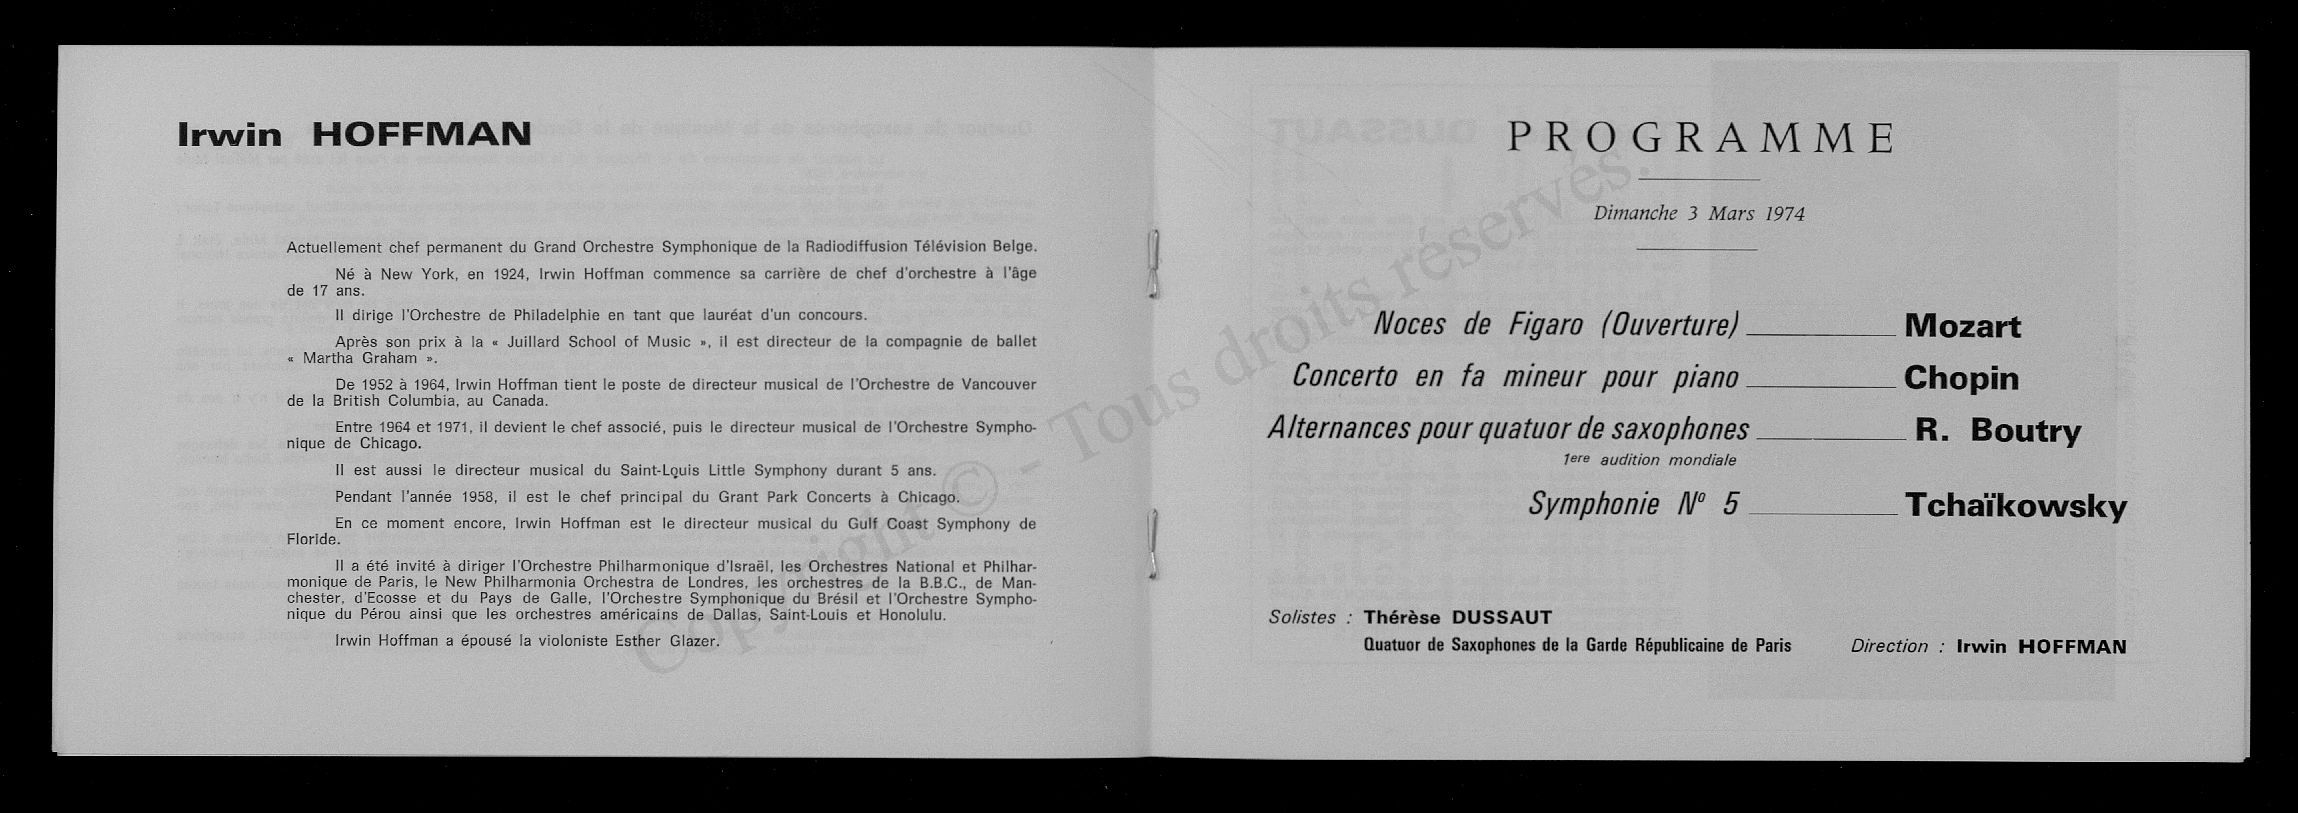 Irwin HOFFMAN
Actuellement chef permanent du Grand Orchestre Symphonique de la Radiodiffusion Télévision Belge.
Né à New York, en 1924, Irwin Hoffman commence sa carrière de chef d'orchestre à l'âge
de 17 ans.
Il dirige l'Orchestre de Philadelphie en tant que lauréat d'un concours.
Après son prix à la « Juillard School of Music », il est directeur de la compagnie de ballet
« Martha Graham ».
De 1952 à 1964, Irwin Hoffman tient le poste de directeur musical de l'Orchestre de Vancouver
de la British Columbia, au Canada.
Entre 1964 et 1971, il devient le chef associé, puis le directeur musical de l'Orchestre Sympho-
nique de Chicago.
Il est aussi le directeur musical du Saint-Louis Little Symphony durant 5 ans.
Pendant l'année 1958, il est le chef principal du Grant Park Concerts à Chicago.
En ce moment encore, Irwin Hoffman est le directeur musical du Gulf Coast Symphony de
Floride.
Il a été invité à diriger l'Orchestre Philharmonique d'Israël, les Orchestres National et Philhar-
monique de Paris, le New Philharmonia Orchestra de Londres, les orchestres de la B.B.C., de Man-
chester, d'Ecosse et du Pays de Galle, l'Orchestre Symphonique du Brésil et l'Orchestre Sympho-
nique du Pérou ainsi que les orchestres américains de Dallas, Saint-Louis et Honolulu.
Irwin Hoffman a épousé la violoniste Esther Glazer.
PROGRAMME
Dimanche 3 Mars 1974
Noces de Figaro (Ouverture) Mozart
Concerto en fa mineur pour piano Chopin
Alternances pour quatuor de saxophones R. Boutry
1ere audition mondiale
Symphonie N° 5 Tchaïkowsky
Solistes : Thérèse DUSSAUT
Quatuor de Saxophones de la Garde Républicaine de Paris Direction : Irwin HOFFMAN
Copyright © - Tous droits réservés.